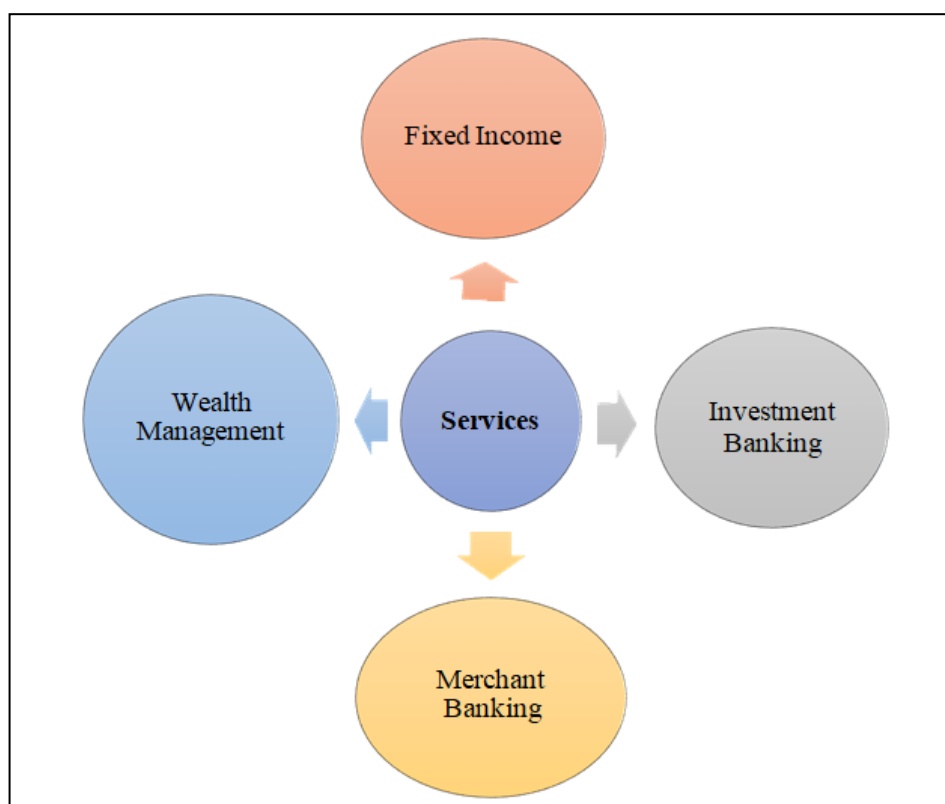 Fixed Income
Wealth
Management
Services
Investment
Banking
Merchant
Banking